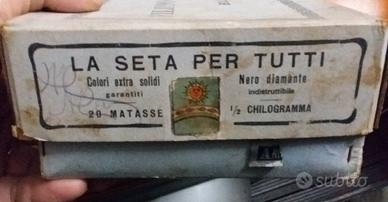 LA SETA PER TUTTI
Colori extra solidi
garantiti
20 MATASSE
Nero diamante
indistruttibile
½ CHILOGRAMMA
subito